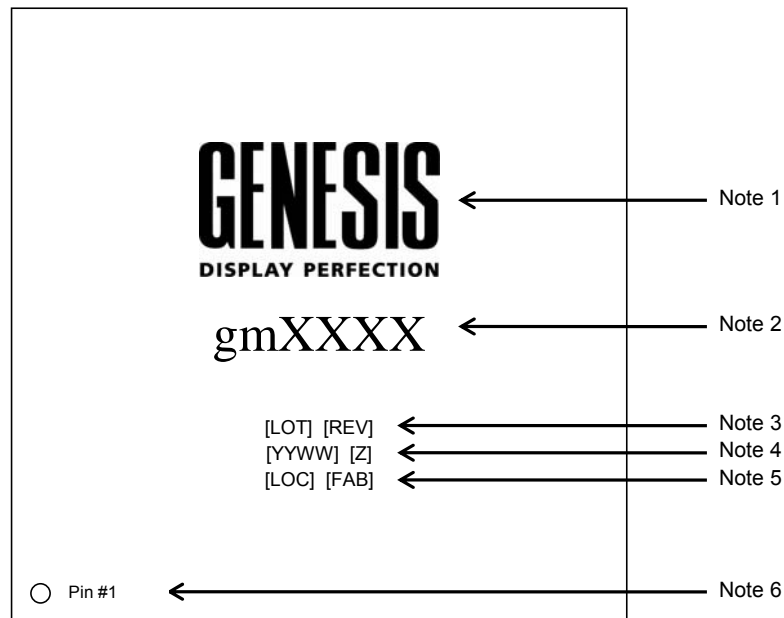 GENESIS
Note 1
DISPLAY PERFECTION
gmXXXX
Note 2
[LOT] [REV]
Note 3
[YYWW] [Z]
Note 4
[LOC] [FAB]
Note 5
Pin #1
Note 6